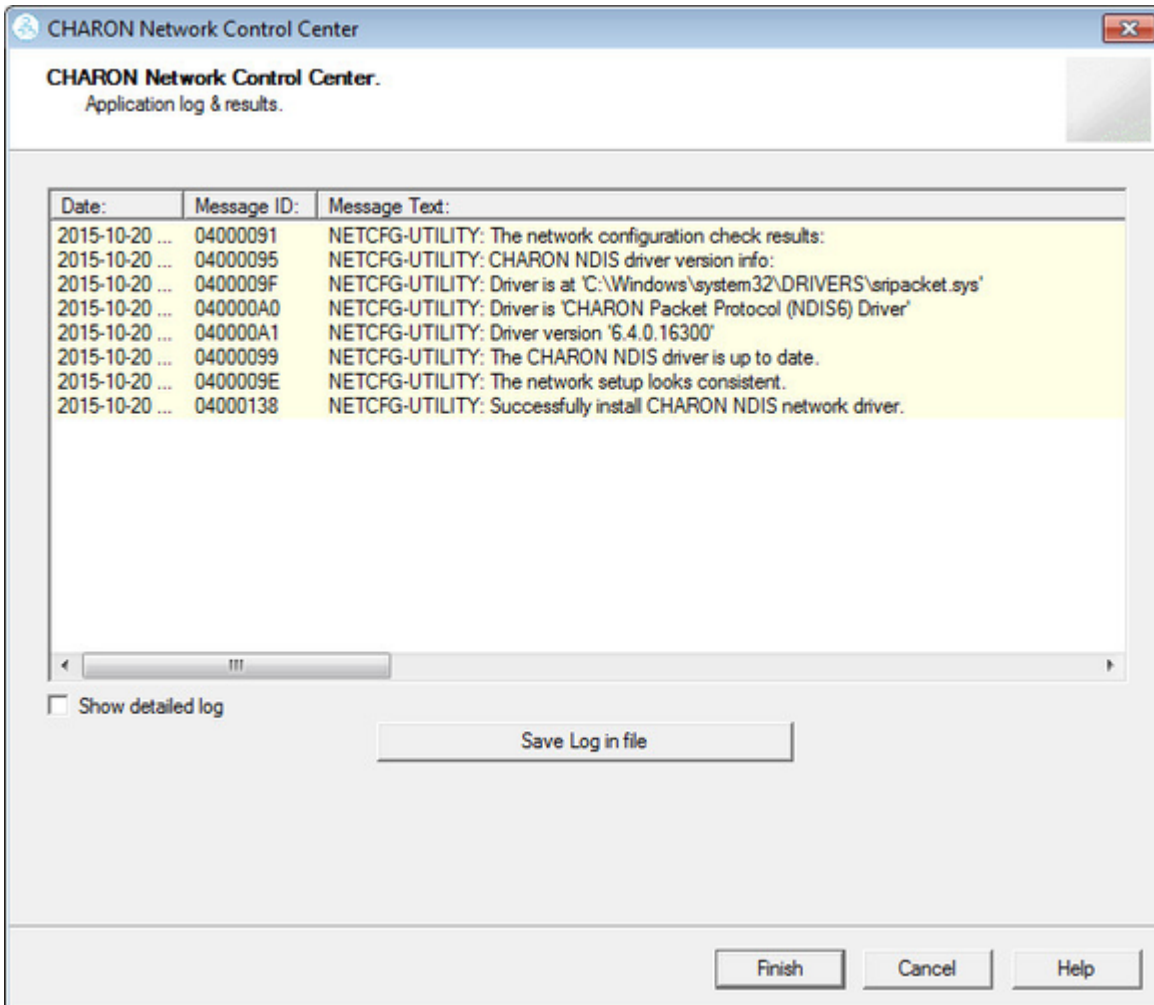 CHARON Network Control Center
CHARON Network Control Center.
Application log & results.
Date: Message ID: Message Text:
2015-10-20 ... 04000091 NETCFG-UTILITY: The network configuration check results:
2015-10-20 ... 04000095 NETCFG-UTILITY: CHARON NDIS driver version info:
2015-10-20 ... 0400009F NETCFG-UTILITY: Driver is at 'C:\Windows\system32\DRIVERS\sripacket.sys'
2015-10-20 ... 040000A0 NETCFG-UTILITY: Driver is 'CHARON Packet Protocol (NDIS6) Driver'
2015-10-20 ... 040000A1 NETCFG-UTILITY: Driver version '6.4.0.16300'
2015-10-20 ... 04000099 NETCFG-UTILITY: The CHARON NDIS driver is up to date.
2015-10-20 ... 0400009E NETCFG-UTILITY: The network setup looks consistent.
2015-10-20 ... 04000138 NETCFG-UTILITY: Successfully install CHARON NDIS network driver.
Show detailed log
Save Log in file
Finish Cancel Help